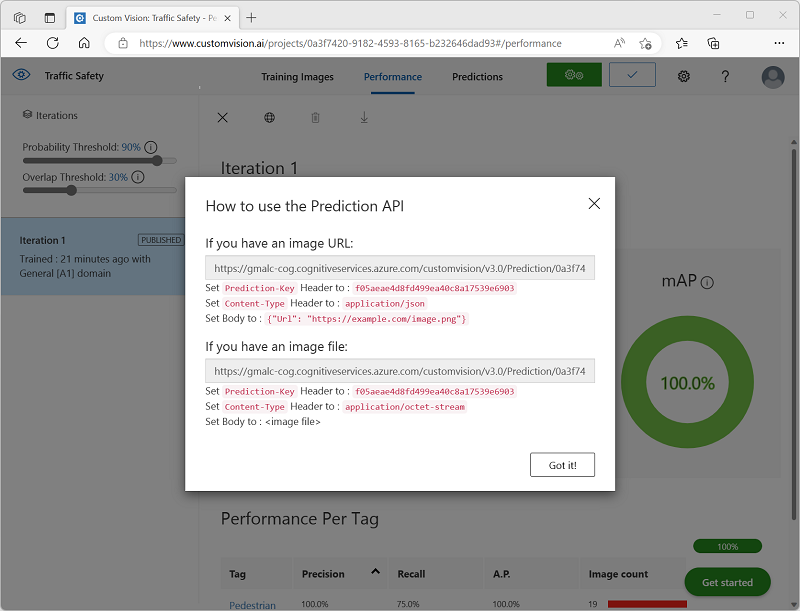 Custom Vision: Traffic Safety - Pe
https://www.customvision.ai/projects/0a3f7420-9182-4593-8165-b232646dad93#/performance
Traffic Safety
Training Images
Performance
Predictions
Iterations
Probability Threshold: 90%
Overlap Threshold: 30%
Iteration 1
PUBLISHED
Trained : 21 minutes ago with
General [A1] domain
Iteration 1
How to use the Prediction API
If you have an image URL:
https://gmalc-cog.cognitiveservices.azure.com/customvision/v3.0/Prediction/0a3f74
Set Prediction-Key Header to : f05aeae4d8fd499ea40c8a17539e6903
Set Content-Type Header to : application/json
Set Body to : {"Url": "https://example.com/image.png"}
If you have an image file:
https://gmalc-cog.cognitiveservices.azure.com/customvision/v3.0/Prediction/0a3f74
Set Prediction-Key Header to : f05aeae4d8fd499ea40c8a17539e6903
Set Content-Type Header to : application/octet-stream
Set Body to : <image file>
Got it!
mAP
100.0%
Performance Per Tag
100%
Get started
Tag Precision Recall A.P. Image count
Pedestrian 100.0% 75.0% 100.0% 19